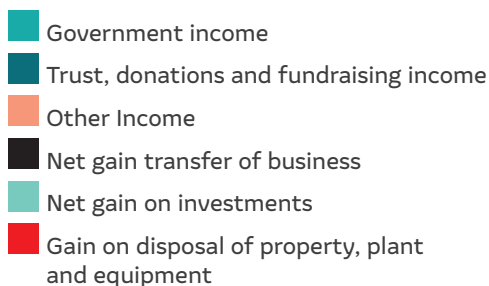 Government income
Trust, donations and fundraising income
Other Income
Net gain transfer of business
Net gain on investments
Gain on disposal of property, plant
and equipment